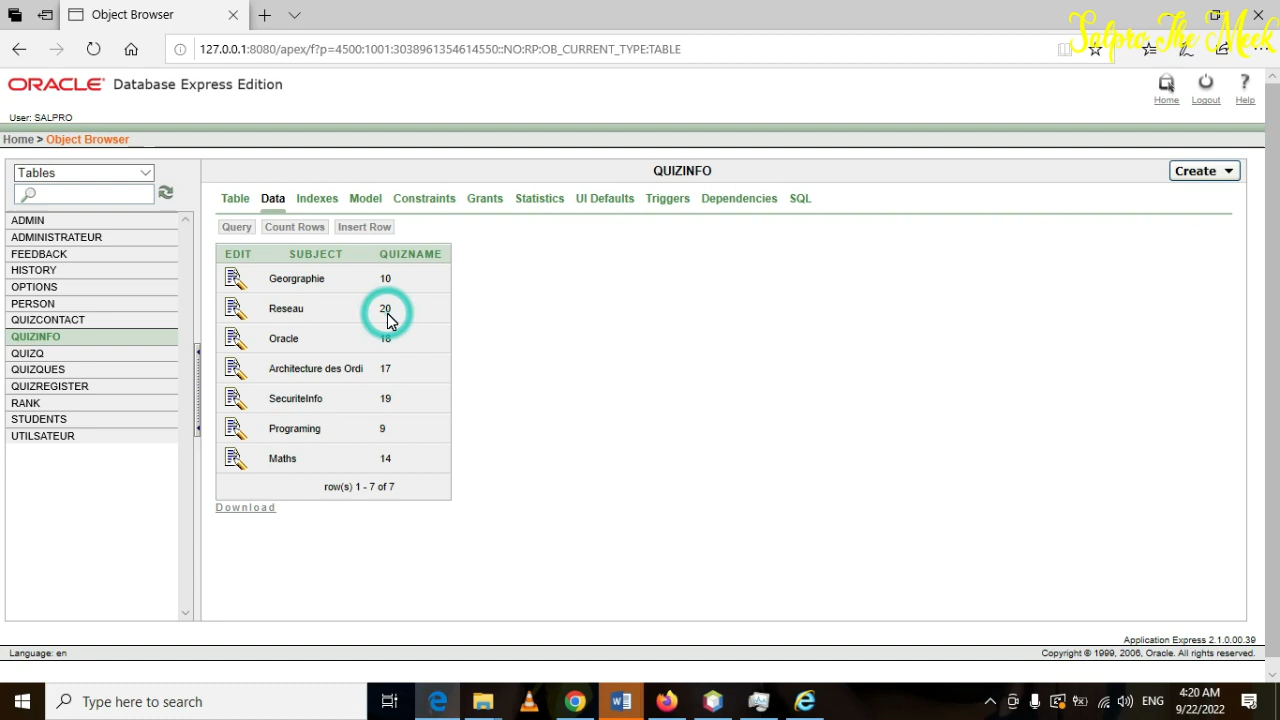 Object Browser
127.0.0.1:8080/apex/f?p=4500:1001:3038961354614550::NO:RP:OB_CURRENT_TYPE:TABLE
Salpro The Meek
ORACLE Database Express Edition
Home Logout Help
User: SALPRO
Home > Object Browser
Tables
ADMIN
ADMINISTRATEUR
FEEDBACK
HISTORY
OPTIONS
PERSON
QUIZCONTACT
QUIZINFO
QUIZQ
QUIZQUES
QUIZREGISTER
RANK
STUDENTS
UTILSATEUR
QUIZINFO
Create
Table Data Indexes Model Constraints Grants Statistics UI Defaults Triggers Dependencies SQL
Query Count Rows Insert Row
EDIT SUBJECT QUIZNAME
Georgraphie 10
Reseau 20
Oracle 18
Architecture des Ordi 17
SecuriteInfo 19
Programing 9
Maths 14
row(s) 1 - 7 of 7
Download
Application Express 2.1.0.00.39
Language: en Copyright © 1999, 2006, Oracle. All rights reserved.
Type here to search
ENG
4:20 AM
9/22/2022